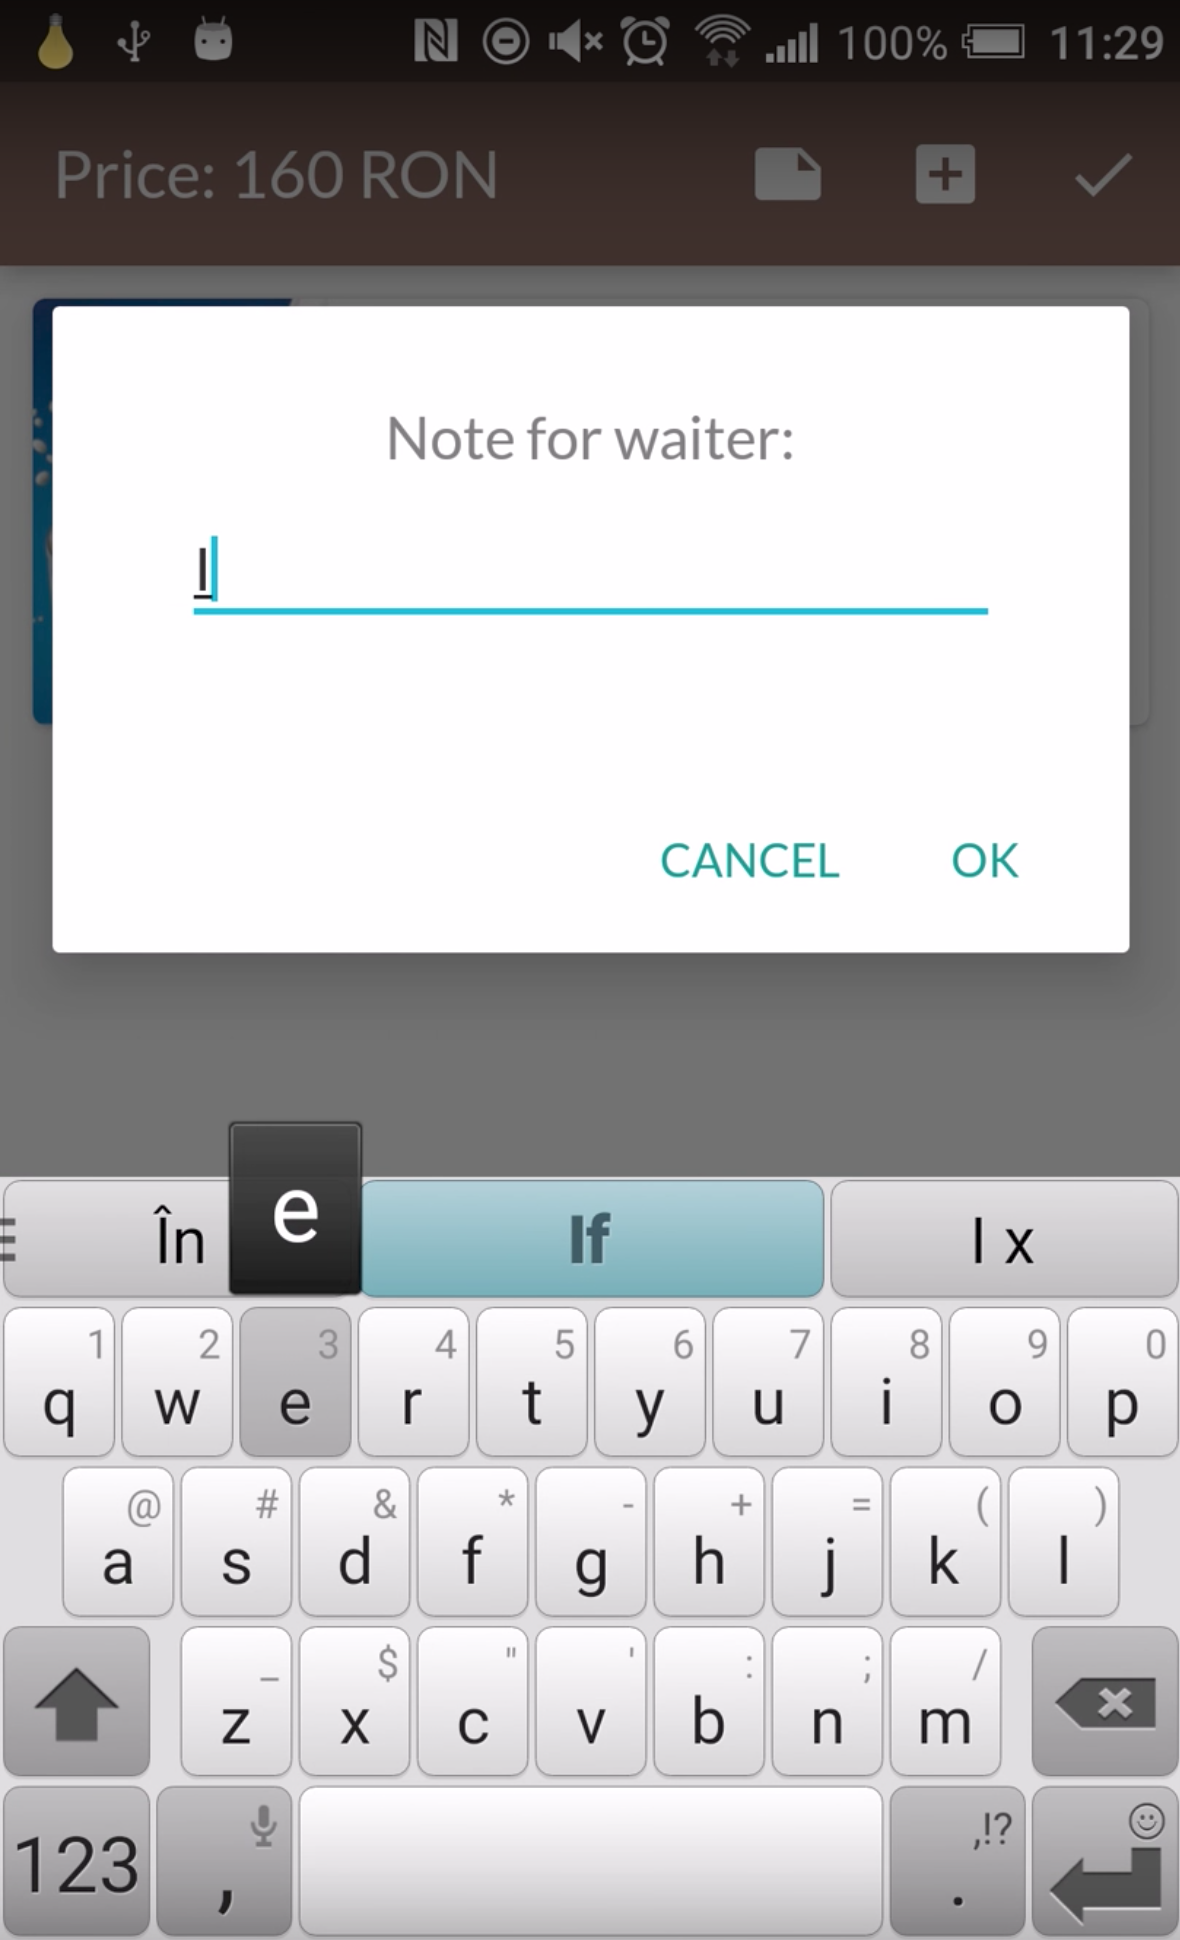 100% 11:29
Price: 160 RON
Note for waiter:
I
CANCEL OK
e
În If I x
1 2 3 4 5 6 7 8 9 0
q w e r t y u i o p
@ # & * - + = ( )
a s d f g h j k l
_ $ " ' : ; /
z x c v b n m
123 , ,!? .